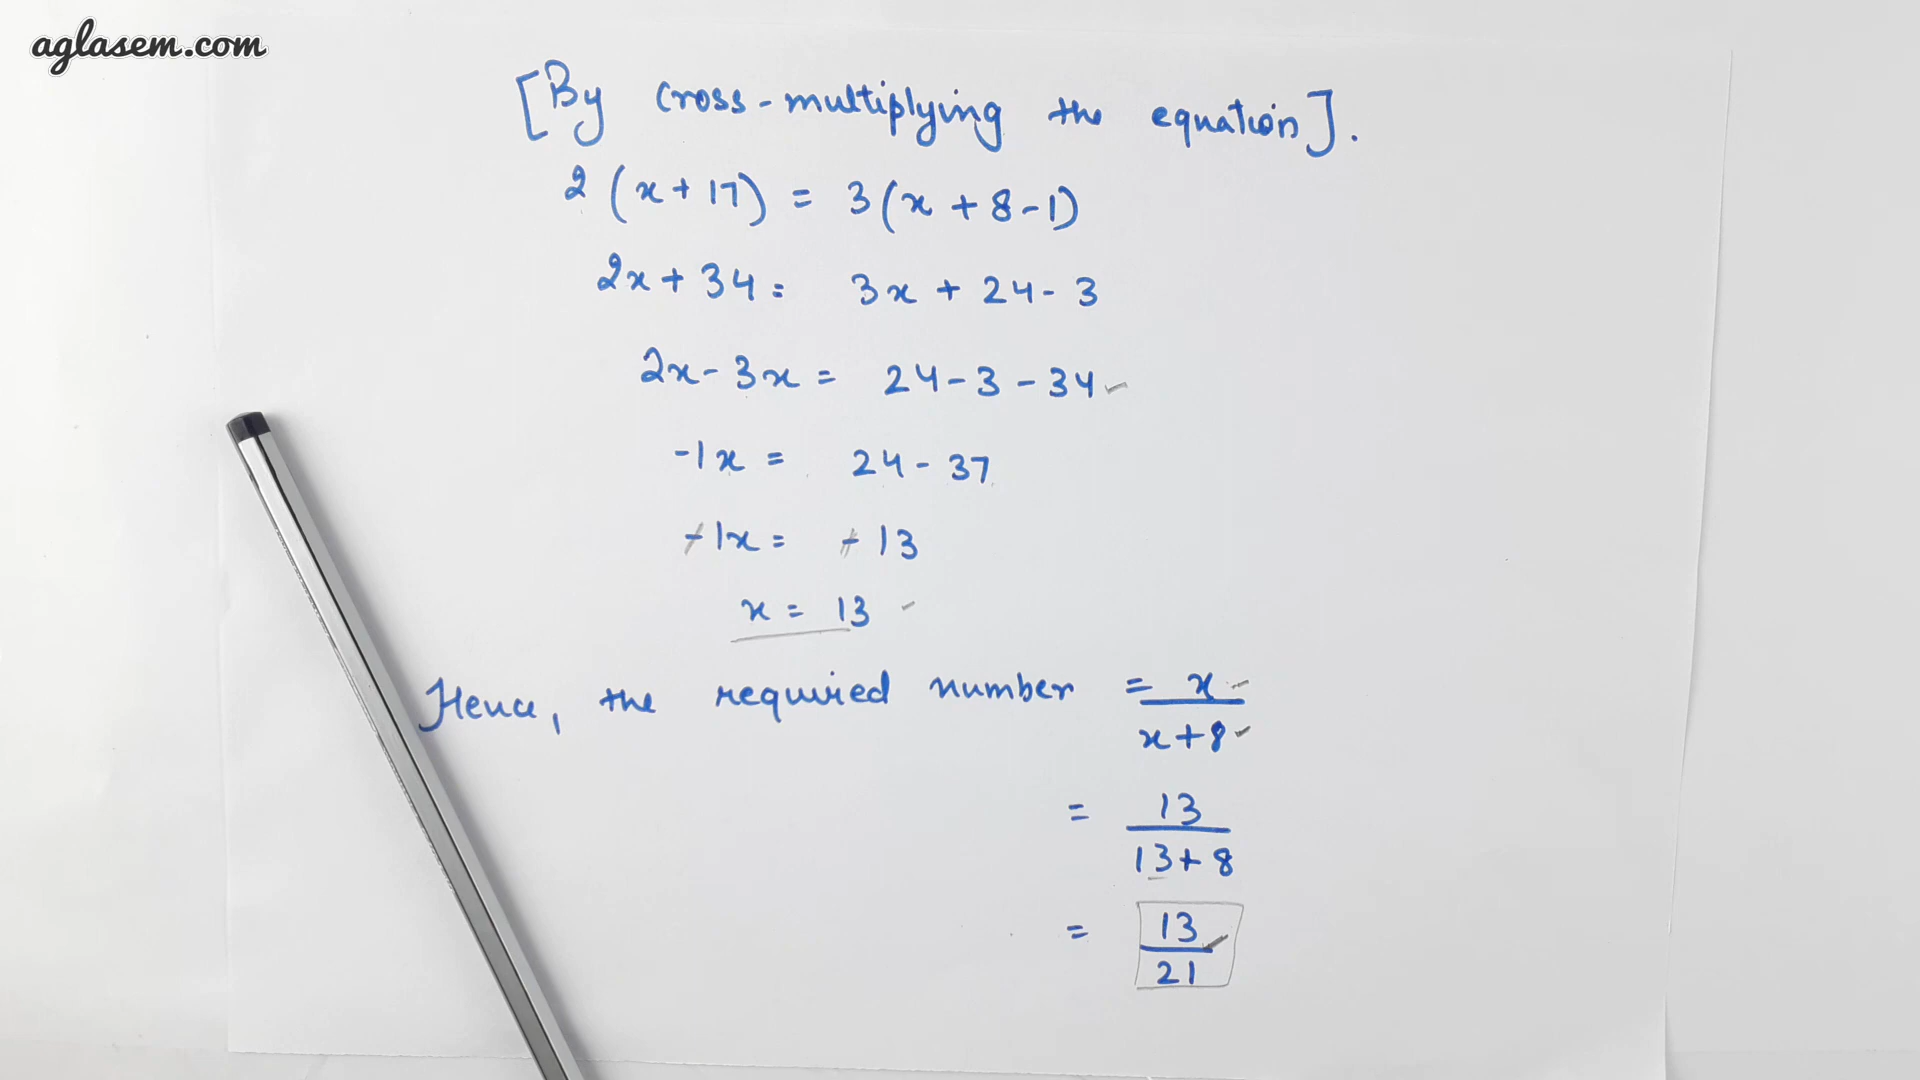 aglasem.com
[By cross-multiplying the equation].
2(x+17) = 3(x+8-1)
2x+34 = 3x+24-3
2x-3x = 24-3-34
-1x = 24-37
-1x = -13
x = 13
Hence, the required number = x/x+8
= 13/13+8
= 13/21